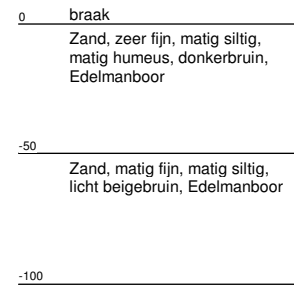 0 braak
Zand, zeer fijn, matig siltig,
matig humeus, donkerbruin,
Edelmanboor
-50
Zand, matig fijn, matig siltig,
licht beigebruin, Edelmanboor
-100